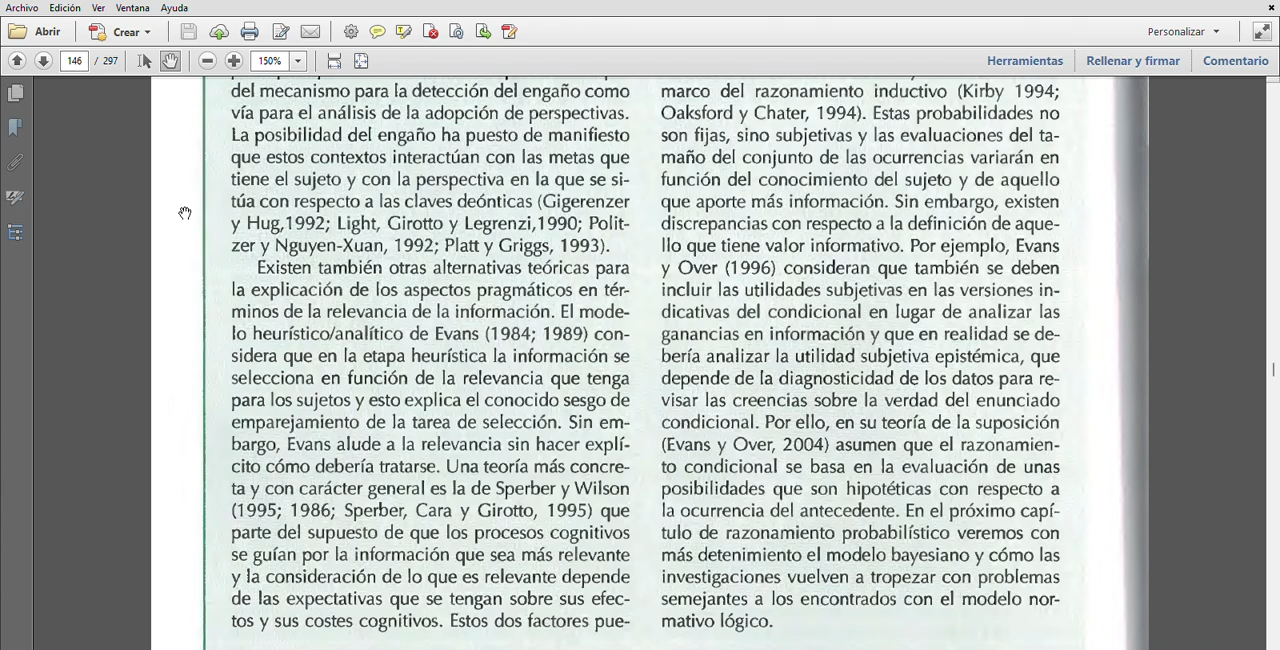 Archivo Edición Ver Ventana Ayuda
Abrir Crear Personalizar
146 / 297 150% Herramientas Rellenar y firmar Comentario
del mecanismo para la detección del engaño como
vía para el análisis de la adopción de perspectivas.
La posibilidad del engaño ha puesto de manifiesto
que estos contextos interactúan con las metas que
tiene el sujeto y con la perspectiva en la que se si-
túa con respecto a las claves deónticas (Gigerenzer
y Hug,1992; Light, Girotto y Legrenzi,1990; Polit-
zer y Nguyen-Xuan, 1992; Platt y Griggs, 1993).
Existen también otras alternativas teóricas para
la explicación de los aspectos pragmáticos en tér-
minos de la relevancia de la información. El mode-
lo heurístico/analítico de Evans (1984; 1989) con-
sidera que en la etapa heurística la información se
selecciona en función de la relevancia que tenga
para los sujetos y esto explica el conocido sesgo de
emparejamiento de la tarea de selección. Sin em-
bargo, Evans alude a la relevancia sin hacer explí-
cito cómo debería tratarse. Una teoría más concre-
ta y con carácter general es la de Sperber y Wilson
(1995; 1986; Sperber, Cara y Girotto, 1995) que
parte del supuesto de que los procesos cognitivos
se guían por la información que sea más relevante
y la consideración de lo que es relevante depende
de las expectativas que se tengan sobre sus efec-
tos y sus costes cognitivos. Estos dos factores pue-
marco del razonamiento inductivo (Kirby 1994;
Oaksford y Chater, 1994). Estas probabilidades no
son fijas, sino subjetivas y las evaluaciones del ta-
maño del conjunto de las ocurrencias variarán en
función del conocimiento del sujeto y de aquello
que aporte más información. Sin embargo, existen
discrepancias con respecto a la definición de aque-
llo que tiene valor informativo. Por ejemplo, Evans
y Over (1996) consideran que también se deben
incluir las utilidades subjetivas en las versiones in-
dicativas del condicional en lugar de analizar las
ganancias en información y que en realidad se de-
bería analizar la utilidad subjetiva epistémica, que
depende de la diagnosticidad de los datos para re-
visar las creencias sobre la verdad del enunciado
condicional. Por ello, en su teoría de la suposición
(Evans y Over, 2004) asumen que el razonamien-
to condicional se basa en la evaluación de unas
posibilidades que son hipotéticas con respecto a
la ocurrencia del antecedente. En el próximo capí-
tulo de razonamiento probabilístico veremos con
más detenimiento el modelo bayesiano y cómo las
investigaciones vuelven a tropezar con problemas
semejantes a los encontrados con el modelo nor-
mativo lógico.